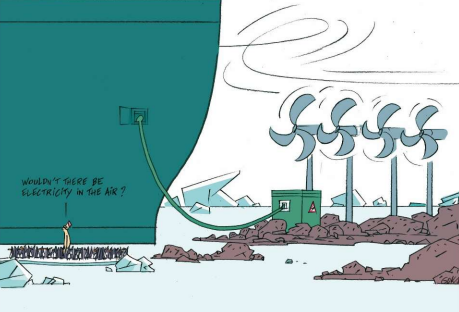 WOULDN'T THERE BE
ELECTRICITY IN THE AIR?